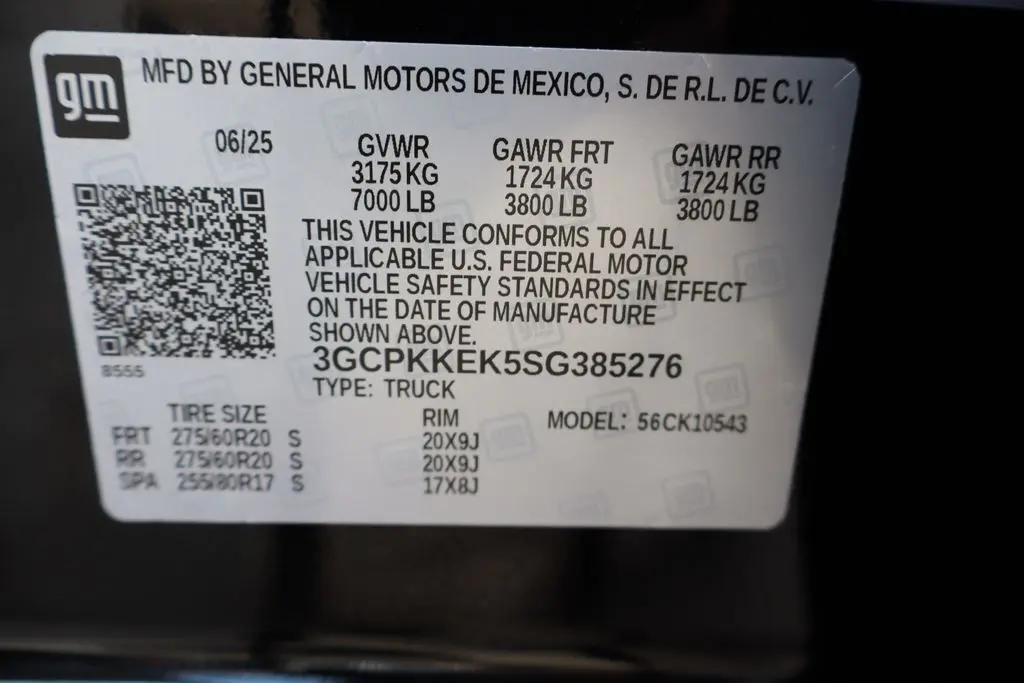 gm MFD BY GENERAL MOTORS DE MEXICO, S. DE R.L. DE C.V.
06/25 GVWR GAWR FRT GAWR RR
3175 KG 1724 KG 1724 KG
7000 LB 3800 LB 3800 LB
THIS VEHICLE CONFORMS TO ALL
APPLICABLE U.S. FEDERAL MOTOR
VEHICLE SAFETY STANDARDS IN EFFECT
ON THE DATE OF MANUFACTURE
SHOWN ABOVE.
3GCPKKEK5SG385276
8555
TYPE: TRUCK
TIRE SIZE RIM MODEL: 56CK10543
FRT 275/60R20 S 20X9J
RR 275/60R20 S 20X9J
SPA 255/80R17 S 17X8J